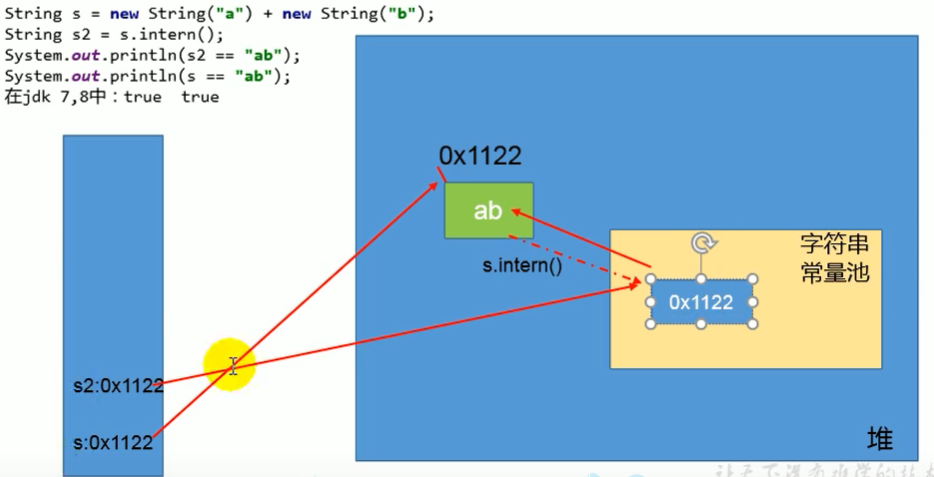 String s = new String("a") + new String("b");
String s2 = s.intern();
System.out.println(s2 == "ab");
System.out.println(s == "ab");
在jdk 7,8中：true  true
0x1122
ab
s.intern()
字符串
常量池
0x1122
s2:0x1122
s:0x1122
堆